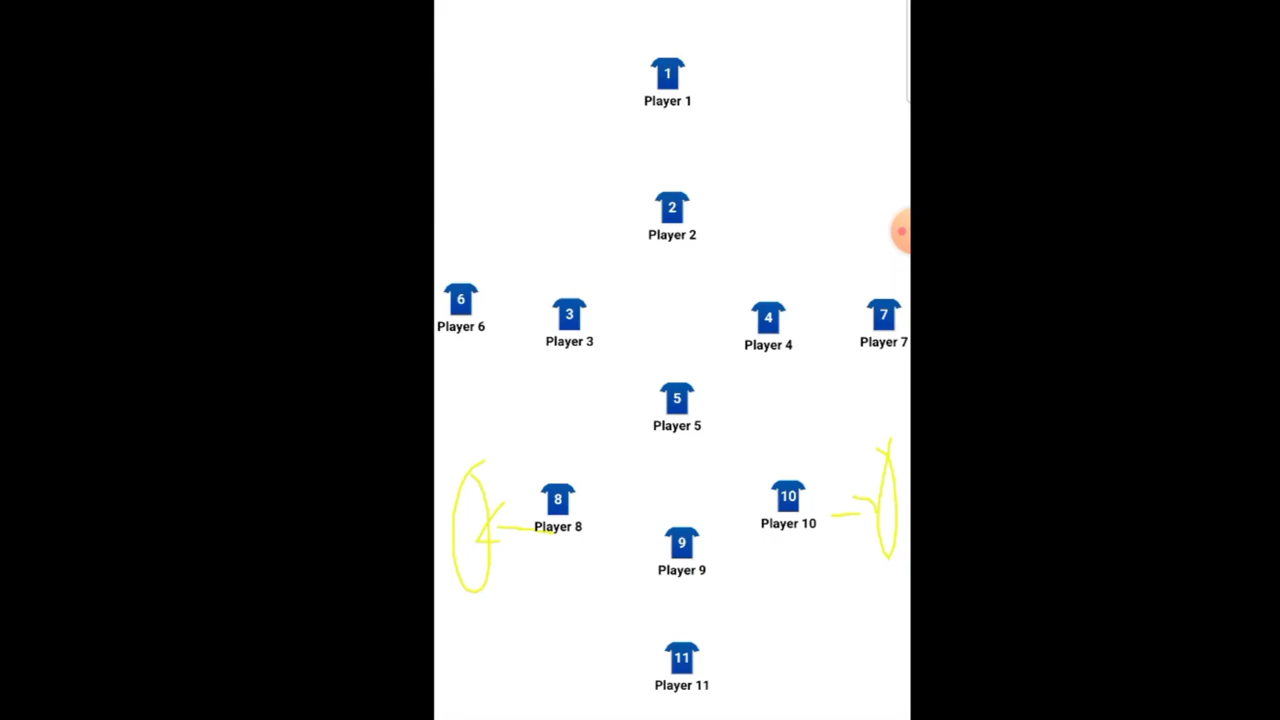 1
Player 1
2
Player 2
6
Player 6
3
Player 3
4
Player 4
7
Player 7
5
Player 5
8
Player 8
10
Player 10
9
Player 9
11
Player 11